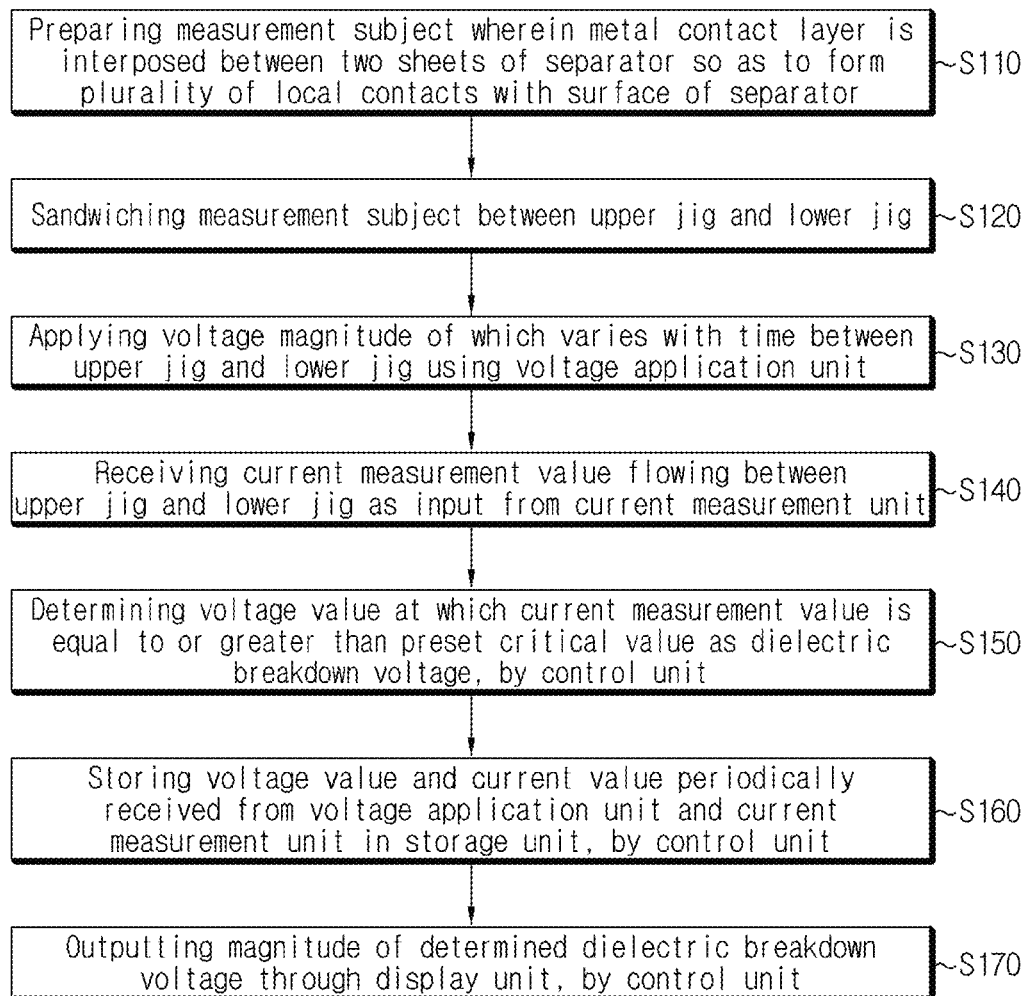 Preparing measurement subject wherein metal contact layer is
interposed between two sheets of separator so as to form
plurality of local contacts with surface of separator
~S110
Sandwiching measurement subject between upper jig and lower jig
~S120
Applying voltage magnitude of which varies with time between
upper jig and lower jig using voltage application unit
~S130
Receiving current measurement value flowing between
upper jig and lower jig as input from current measurement unit
~S140
Determining voltage value at which current measurement value is
equal to or greater than preset critical value as dielectric
breakdown voltage, by control unit
~S150
Storing voltage value and current value periodically
received from voltage application unit and current
measurement unit in storage unit, by control unit
~S160
Outputting magnitude of determined dielectric breakdown
voltage through display unit, by control unit
~S170